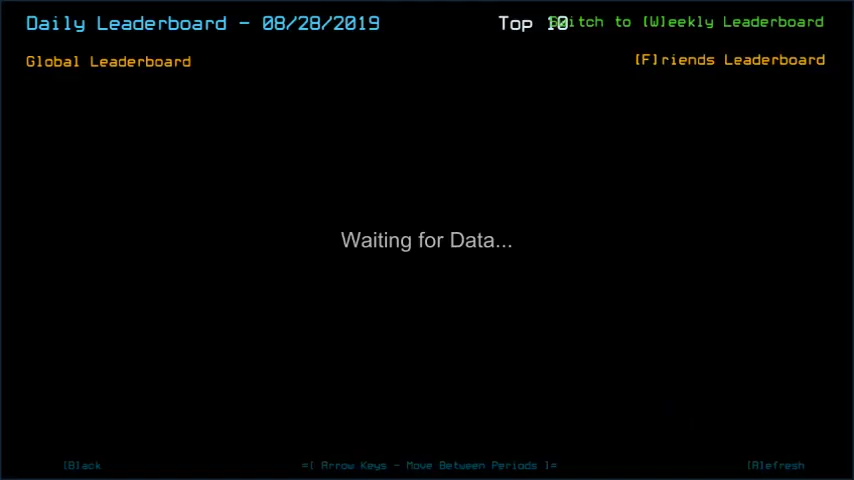 Daily Leaderboard - 08/28/2019
Top 10
Switch to [W]eekly Leaderboard
Global Leaderboard
[F]riends Leaderboard
Waiting for Data...
[B]ack
=[ Arrow Keys - Move Between Periods ]=
[R]efresh